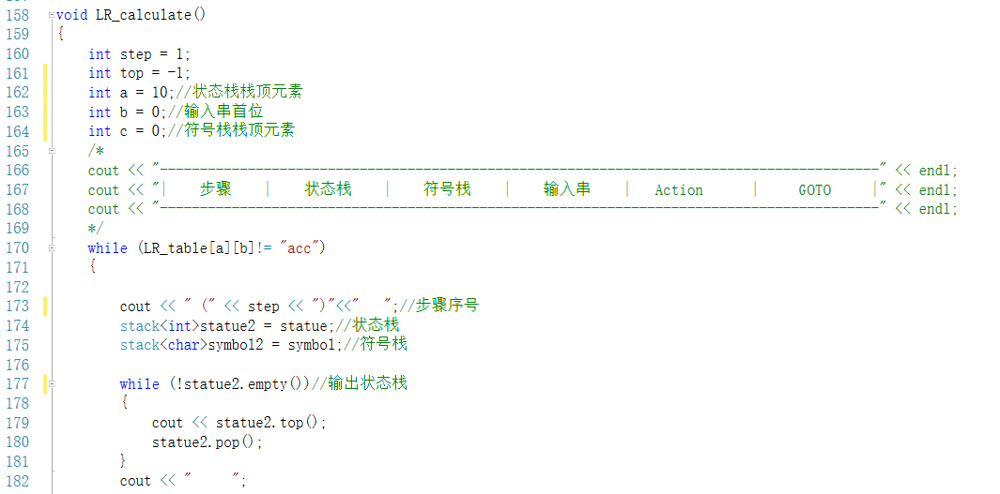 158 void LR_calculate()
159 {
160 int step = 1;
161 int top = -1;
162 int a = 10;//状态栈栈顶元素
163 int b = 0;//输入串首位
164 int c = 0;//符号栈栈顶元素
165 /*
166 cout << "------------------------------------------------------------------------------------------" << endl;
167 cout << "|    步骤    |    状态栈    |    符号栈    |    输入串    |   Action      |     GOTO     |" << endl;
168 cout << "------------------------------------------------------------------------------------------" << endl;
169 */
170 while (LR_table[a][b]!= "acc")
171 {
172
173 cout << " (" << step << ")"<<"   ";//步骤序号
174 stack<int>statue2 = statue;//状态栈
175 stack<char>symbol2 = symbol;//符号栈
176
177 while (!statue2.empty())//输出状态栈
178 {
179 cout << statue2.top();
180 statue2.pop();
181 }
182 cout << "     ";